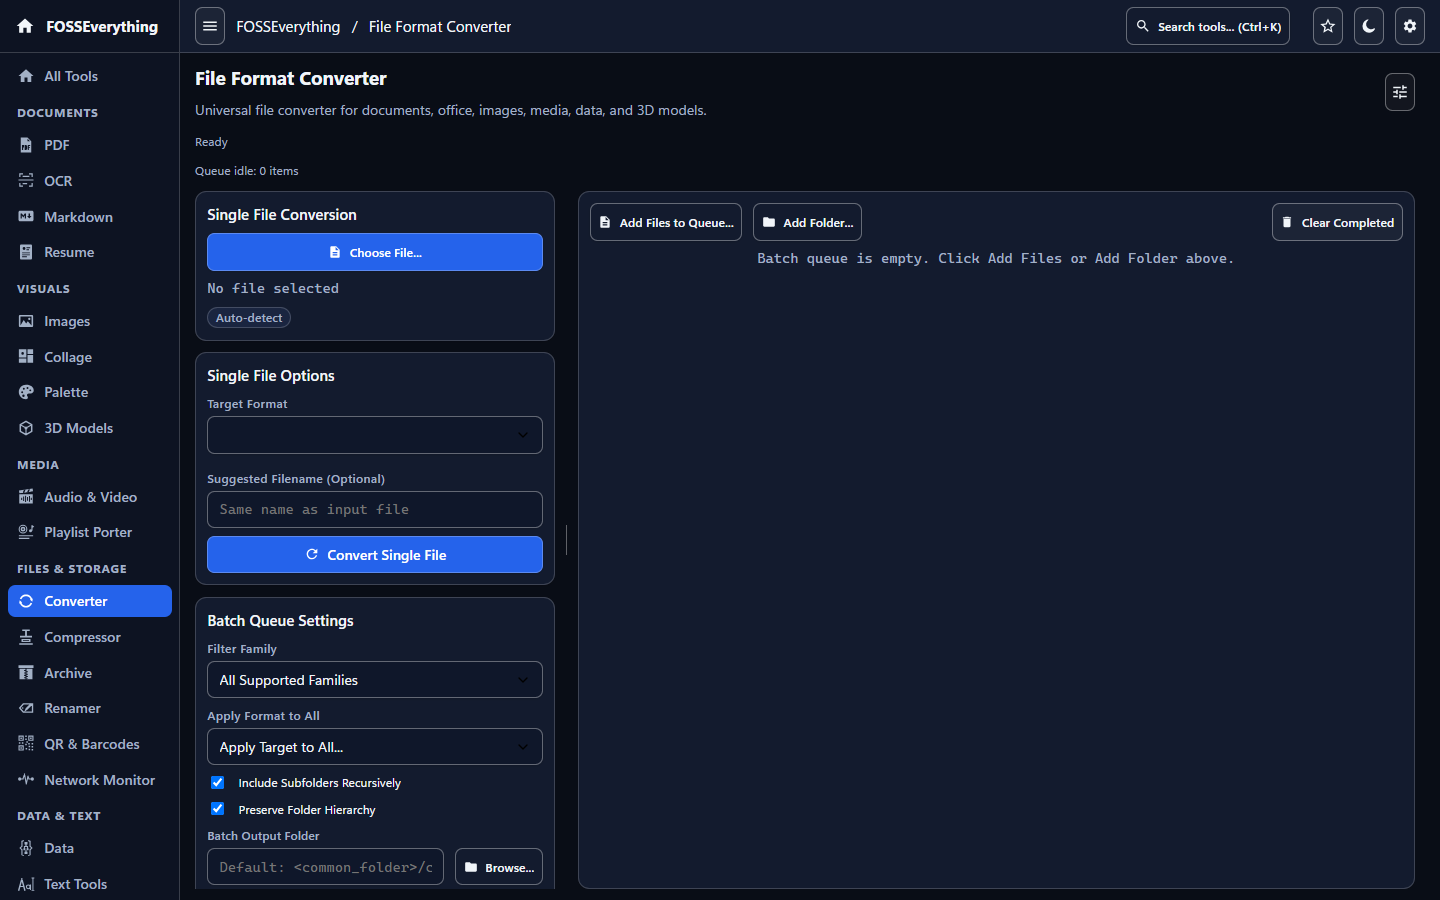 FOSSEverything
FOSSEverything / File Format Converter
Search tools... (Ctrl+K)
All Tools
DOCUMENTS
PDF
OCR
Markdown
Resume
VISUALS
Images
Collage
Palette
3D Models
MEDIA
Audio & Video
Playlist Porter
FILES & STORAGE
Converter
Compressor
Archive
Renamer
QR & Barcodes
Network Monitor
DATA & TEXT
Data
Text Tools
File Format Converter
Universal file converter for documents, office, images, media, data, and 3D models.
Ready
Queue idle: 0 items
Single File Conversion
Choose File...
No file selected
Auto-detect
Single File Options
Target Format
Suggested Filename (Optional)
Same name as input file
Convert Single File
Batch Queue Settings
Filter Family
All Supported Families
Apply Format to All
Apply Target to All...
Include Subfolders Recursively
Preserve Folder Hierarchy
Batch Output Folder
Default: <common_folder>/c
Browse...
Add Files to Queue...
Add Folder...
Clear Completed
Batch queue is empty. Click Add Files or Add Folder above.